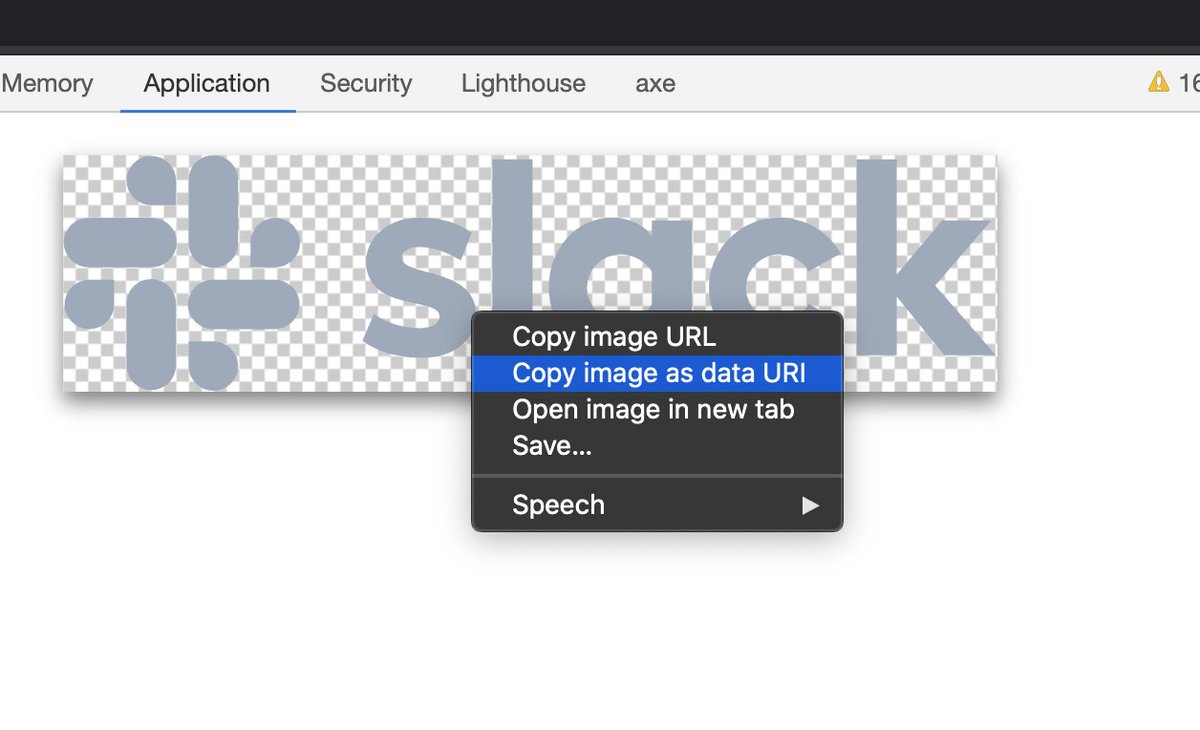 Memory Application Security Lighthouse axe 16
slack
Copy image URL
Copy image as data URI
Open image in new tab
Save...
Speech